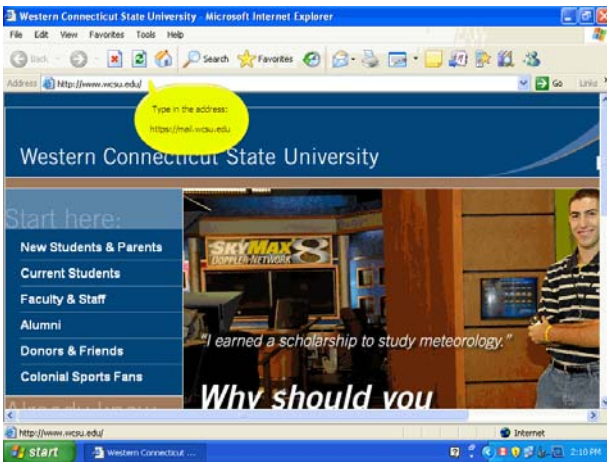 Western Connecticut State University - Microsoft Internet Explorer
File Edit View Favorites Tools Help
Back Search Favorites
Address http://www.wcsu.edu/ Go Links
Type in the address:
https://mail.wcsu.edu
Western Connecticut State University
Start here:
New Students & Parents
Current Students
Faculty & Staff
Alumni
Donors & Friends
Colonial Sports Fans
Already know
SKYMAX 8
DOPPLER NETWORK
"I earned a scholarship to study meteorology."
Why should you
http://www.wcsu.edu/ Internet
start Western Connecticut ... 2:10 PM